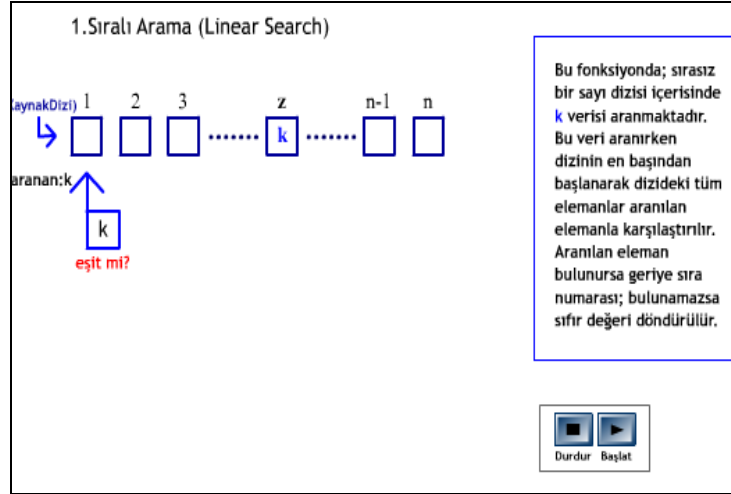 1.Sıralı Arama (Linear Search)
aynakDizi) 1 2 3 z n-1 n
k
aranan:k
k
eşit mi?
Bu fonksiyonda; sırasız
bir sayı dizisi içerisinde
k verisi aranmaktadır.
Bu veri aranırken
dizinin en başından
başlanarak dizideki tüm
elemanlar aranılan
elemanla karşılaştırılır.
Aranılan eleman
bulunursa geriye sıra
numarası; bulunamazsa
sıfır değeri döndürülür.
Durdur Başlat